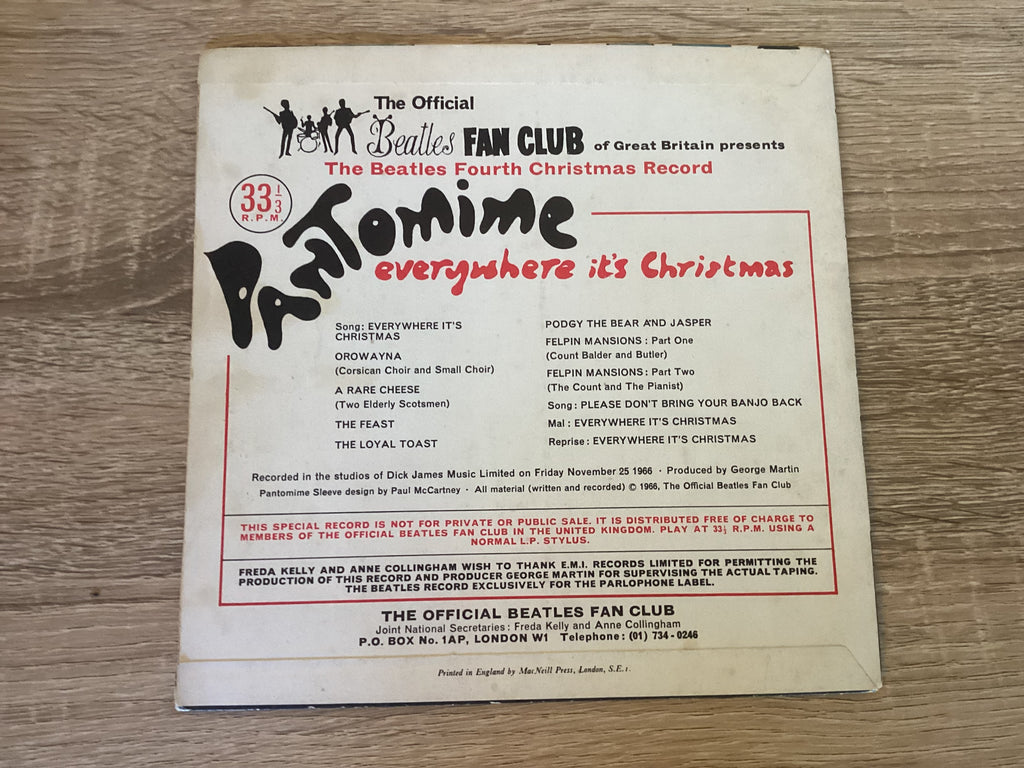 The Official
Beatles FAN CLUB of Great Britain presents
The Beatles Fourth Christmas Record
33 1/3
R.P.M.
PANTOMIME
everywhere it's Christmas
Song: EVERYWHERE IT'S
CHRISTMAS
OROWAYNA
(Corsican Choir and Small Choir)
A RARE CHEESE
(Two Elderly Scotsmen)
THE FEAST
THE LOYAL TOAST
PODGY THE BEAR AND JASPER
FELPIN MANSIONS : Part One
(Count Balder and Butler)
FELPIN MANSIONS : Part Two
(The Count and The Pianist)
Song : PLEASE DON'T BRING YOUR BANJO BACK
Mal : EVERYWHERE IT'S CHRISTMAS
Reprise : EVERYWHERE IT'S CHRISTMAS
Recorded in the studios of Dick James Music Limited on Friday November 25 1966 · Produced by George Martin
Pantomime Sleeve design by Paul McCartney · All material (written and recorded) © 1966, The Official Beatles Fan Club
THIS SPECIAL RECORD IS NOT FOR PRIVATE OR PUBLIC SALE. IT IS DISTRIBUTED FREE OF CHARGE TO
MEMBERS OF THE OFFICIAL BEATLES FAN CLUB IN THE UNITED KINGDOM. PLAY AT 33⅓ R.P.M. USING A
NORMAL L.P. STYLUS.
FREDA KELLY AND ANNE COLLINGHAM WISH TO THANK E.M.I. RECORDS LIMITED FOR PERMITTING THE
PRODUCTION OF THIS RECORD AND PRODUCER GEORGE MARTIN FOR SUPERVISING THE ACTUAL TAPING.
THE BEATLES RECORD EXCLUSIVELY FOR THE PARLOPHONE LABEL.
THE OFFICIAL BEATLES FAN CLUB
Joint National Secretaries : Freda Kelly and Anne Collingham
P.O. BOX No. 1AP, LONDON W1 Telephone : (01) 734 - 0246
Printed in England by MacNeill Press, London, S.E.1.